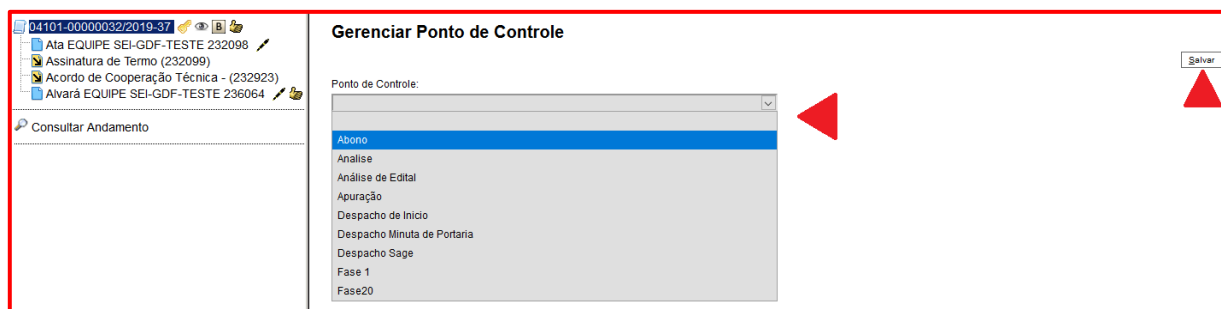 04101-00000032/2019-37 B
Ata EQUIPE SEI-GDF-TESTE 232098
Assinatura de Termo (232099)
Acordo de Cooperação Técnica - (232923)
Alvará EQUIPE SEI-GDF-TESTE 236064
Consultar Andamento
Gerenciar Ponto de Controle
Salvar
Ponto de Controle:
Abono
Analise
Análise de Edital
Apuração
Despacho de Inicio
Despacho Minuta de Portaria
Despacho Sage
Fase 1
Fase20